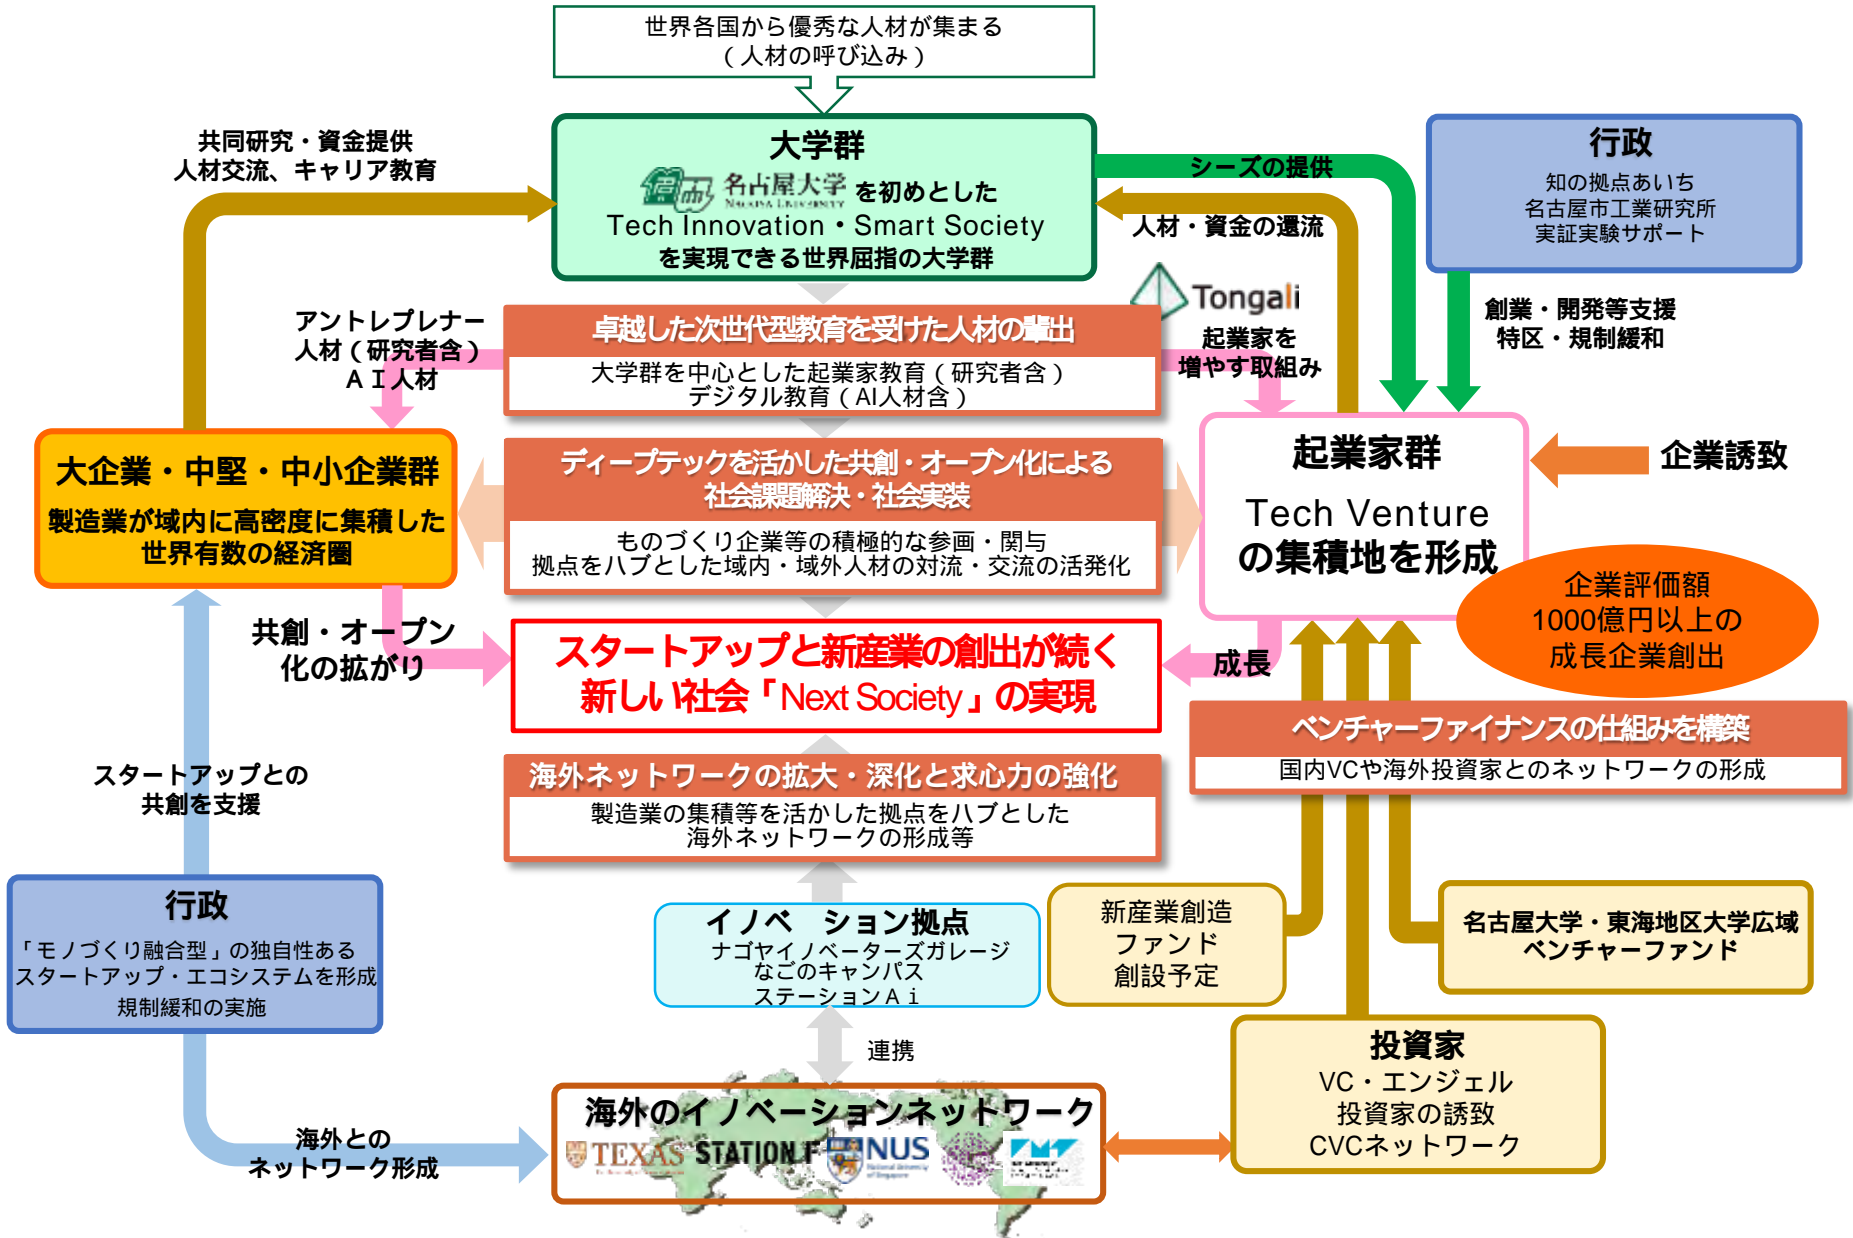 世界各国から優秀な人材が集まる
（人材の呼び込み）
共同研究・資金提供
人材交流、キャリア教育
大学群
名古屋大学
NAGOYA UNIVERSITY
を初めとした
Tech Innovation・Smart Society
を実現できる世界屈指の大学群
シーズの提供
人材・資金の還流
行政
知の拠点あいち
名古屋市工業研究所
実証実験サポート
Tongali
起業家を
増やす取組み
創業・開発等支援
特区・規制緩和
アントレプレナー
人材（研究者含）
ＡＩ人材
卓越した次世代型教育を受けた人材の輩出
大学群を中心とした起業家教育（研究者含）
デジタル教育（AI人材含）
大企業・中堅・中小企業群
製造業が域内に高密度に集積した
世界有数の経済圏
ディープテックを活かした共創・オープン化による
社会課題解決・社会実装
ものづくり企業等の積極的な参画・関与
拠点をハブとした域内・域外人材の対流・交流の活発化
起業家群
Tech Venture
の集積地を形成
企業誘致
企業評価額
1000億円以上の
成長企業創出
共創・オープン
化の拡がり
スタートアップと新産業の創出が続く
新しい社会「Next Society」の実現
成長
ベンチャーファイナンスの仕組みを構築
国内VCや海外投資家とのネットワークの形成
スタートアップとの
共創を支援
海外ネットワークの拡大・深化と求心力の強化
製造業の集積等を活かした拠点をハブとした
海外ネットワークの形成等
行政
「モノづくり融合型」の独自性ある
スタートアップ・エコシステムを形成
規制緩和の実施
イノベ　ション拠点
ナゴヤイノベーターズガレージ
なごのキャンパス
ステーションＡｉ
新産業創造
ファンド
創設予定
名古屋大学・東海地区大学広域
ベンチャーファンド
連携
投資家
VC・エンジェル
投資家の誘致
CVCネットワーク
海外との
ネットワーク形成
海外のイノベーションネットワーク
TEXAS
STATION F
NUS
National University
of Singapore